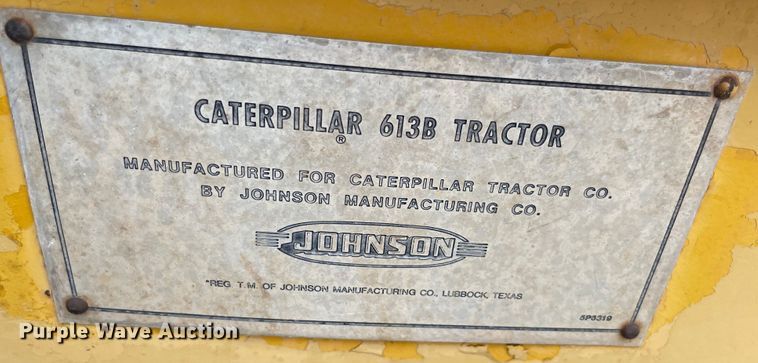 CATERPILLAR 613B TRACTOR
®
MANUFACTURED FOR CATERPILLAR TRACTOR CO.
BY JOHNSON MANUFACTURING CO.
JOHNSON
*REG. T.M. OF JOHNSON MANUFACTURING CO., LUBBOCK, TEXAS
5P8319
Purple Wave Auction